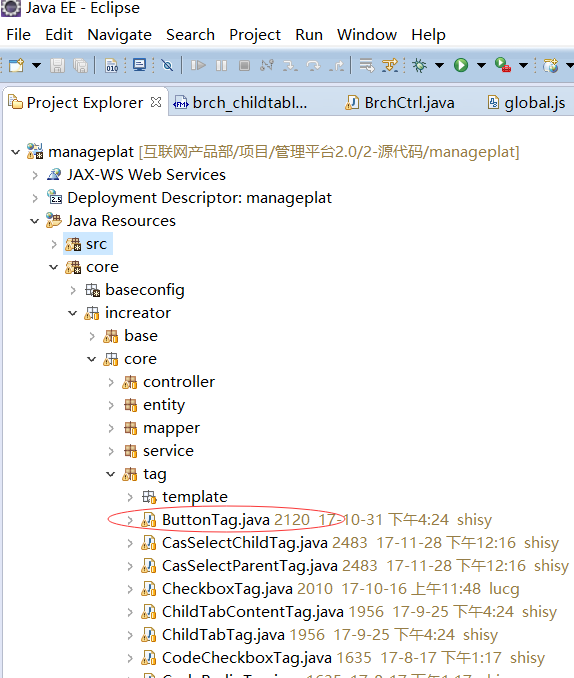 Java EE - Eclipse
File Edit Navigate Search Project Run Window Help
010
Project Explorer brch_childtabl... BrchCtrl.java global.js
manageplat [互联网产品部/项目/管理平台2.0/2-源代码/manageplat]
JAX-WS Web Services
Deployment Descriptor: manageplat
Java Resources
src
core
baseconfig
increator
base
core
controller
entity
mapper
service
tag
template
ButtonTag.java 2120 17-10-31 下午4:24 shisy
CasSelectChildTag.java 2483 17-11-28 下午12:16 shisy
CasSelectParentTag.java 2483 17-11-28 下午12:16 shisy
CheckboxTag.java 2010 17-10-16 上午11:48 lucg
ChildTabContentTag.java 1956 17-9-25 下午4:24 shisy
ChildTabTag.java 1956 17-9-25 下午4:24 shisy
CodeCheckboxTag.java 1635 17-8-17 下午1:17 shisy